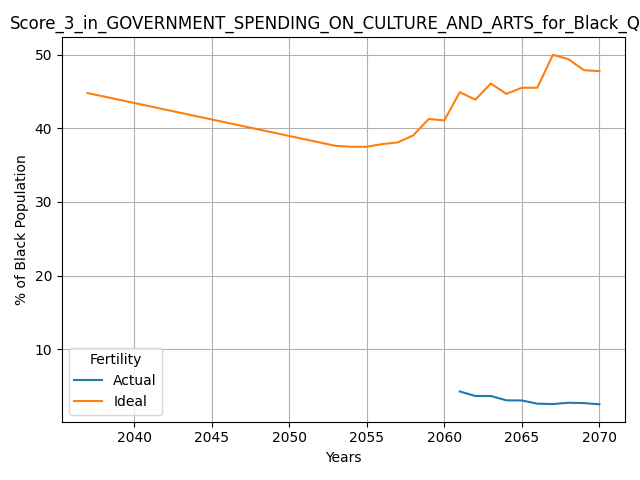 Score_3_in_GOVERNMENT_SPENDING_ON_CULTURE_AND_ARTS_for_Black_Q
% of Black Population
50
40
30
20
10
Fertility
Actual
Ideal
2040 2045 2050 2055 2060 2065 2070
Years